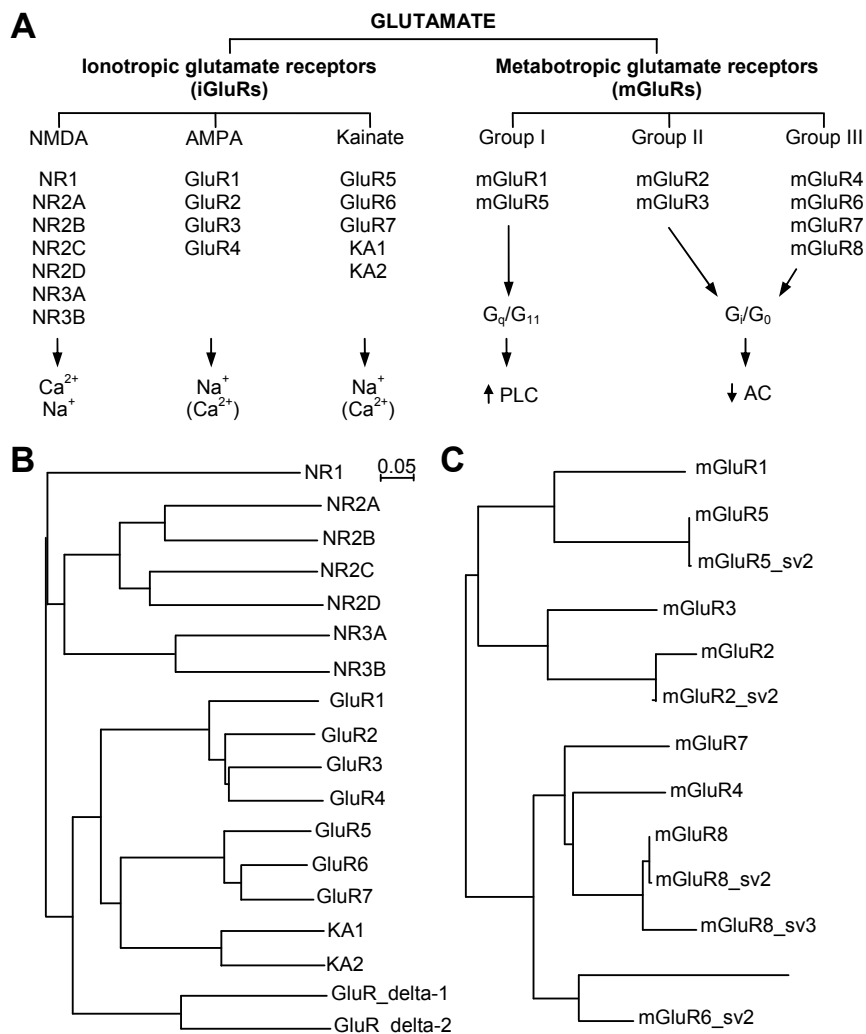 A
GLUTAMATE
Ionotropic glutamate receptors
(iGluRs)
Metabotropic glutamate receptors
(mGluRs)
NMDA
AMPA
Kainate
Group I
Group II
Group III
NR1
NR2A
NR2B
NR2C
NR2D
NR3A
NR3B
GluR1
GluR2
GluR3
GluR4
GluR5
GluR6
GluR7
KA1
KA2
mGluR1
mGluR5
mGluR2
mGluR3
mGluR4
mGluR6
mGluR7
mGluR8
Gq/G11
Gi/G0
Ca2+
Na+
Na+
(Ca2+)
Na+
(Ca2+)
PLC
AC
B
0.05
NR1
NR2A
NR2B
NR2C
NR2D
NR3A
NR3B
GluR1
GluR2
GluR3
GluR4
GluR5
GluR6
GluR7
KA1
KA2
GluR_delta-1
GluR_delta-2
C
mGluR1
mGluR5
mGluR5_sv2
mGluR3
mGluR2
mGluR2_sv2
mGluR7
mGluR4
mGluR8
mGluR8_sv2
mGluR8_sv3
mGluR6_sv2